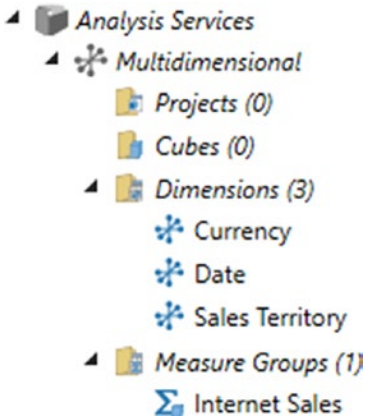 Analysis Services
Multidimensional
Projects (0)
Cubes (0)
Dimensions (3)
Currency
Date
Sales Territory
Measure Groups (1)
Internet Sales